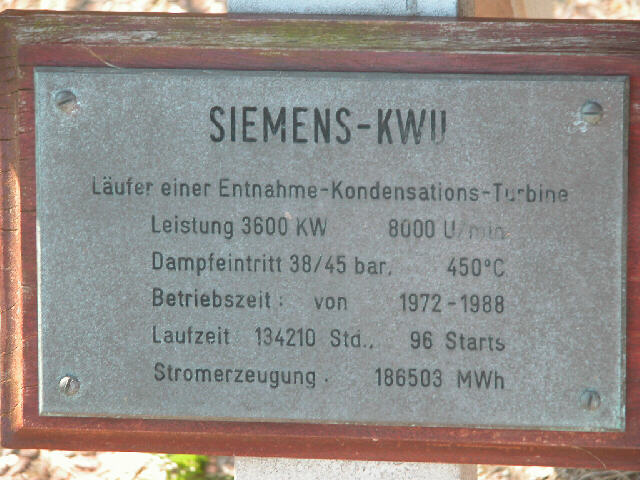 SIEMENS-KWU
Läufer einer Entnahme-Kondensations-Turbine
Leistung 3600 KW 8000 U/min
Dampfeintritt 38/45 bar, 450°C
Betriebszeit: von 1972-1988
Laufzeit 134210 Std., 96 Starts
Stromerzeugung. 186503 MWh